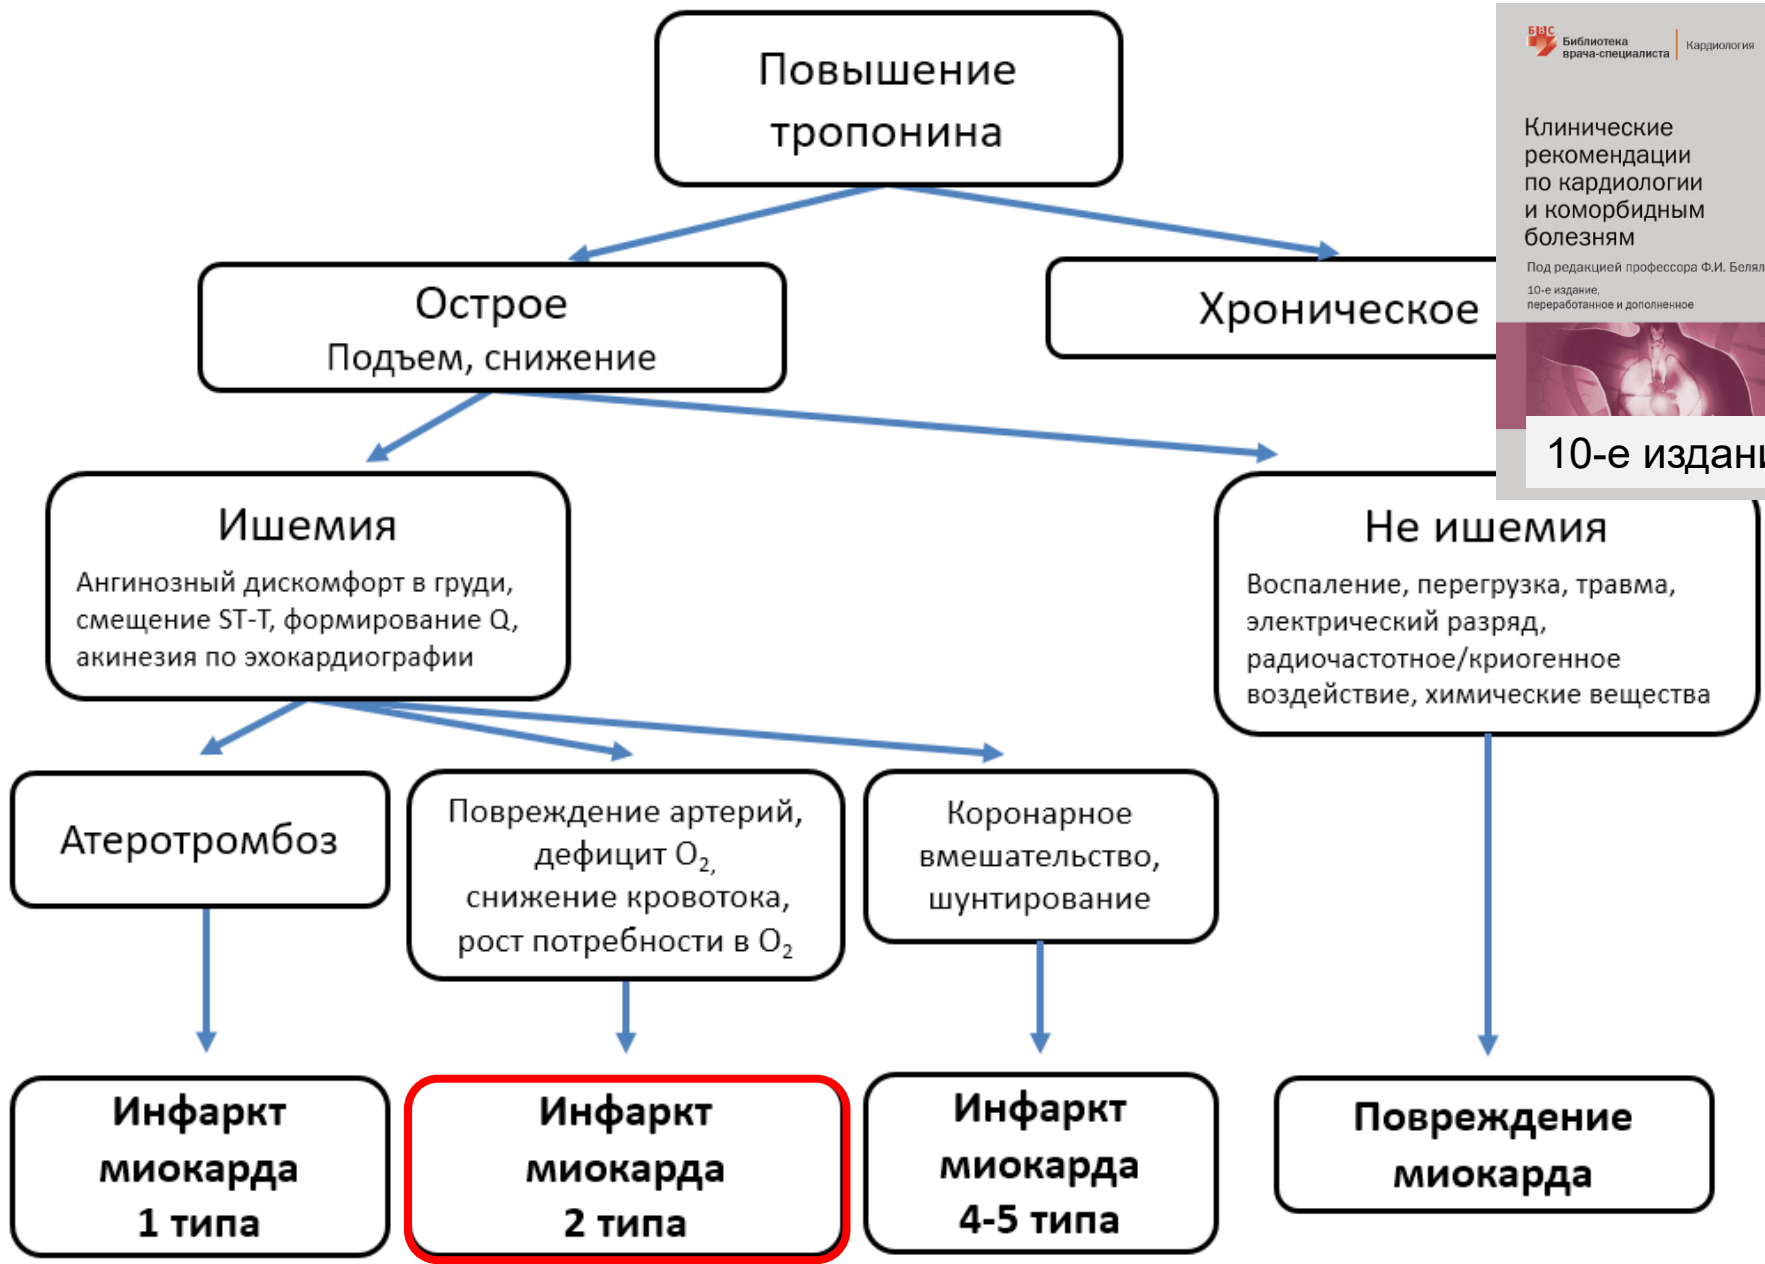 Повышение
тропонина
БВС
Библиотека
врача-специалиста
Кардиология
Клинические
рекомендации
по кардиологии
и коморбидным
болезням
Под редакцией профессора Ф.И.
10-е издание,
переработанное и дополненное
10-е
Острое
Подъем, снижение
Хроническое
Ишемия
Ангинозный дискомфорт в груди,
смещение ST-T, формирование Q,
акинезия по эхокардиографии
Не ишемия
Воспаление, перегрузка, травма,
электрический разряд,
радиочастотное/криогенное
воздействие, химические вещества
Атеротромбоз
Повреждение артерий,
дефицит O2,
снижение кровотока,
рост потребности в O2
Коронарное
вмешательство,
шунтирование
Инфаркт
миокарда
1 типа
Инфаркт
миокарда
2 типа
Инфаркт
миокарда
4-5 типа
Повреждение
миокарда